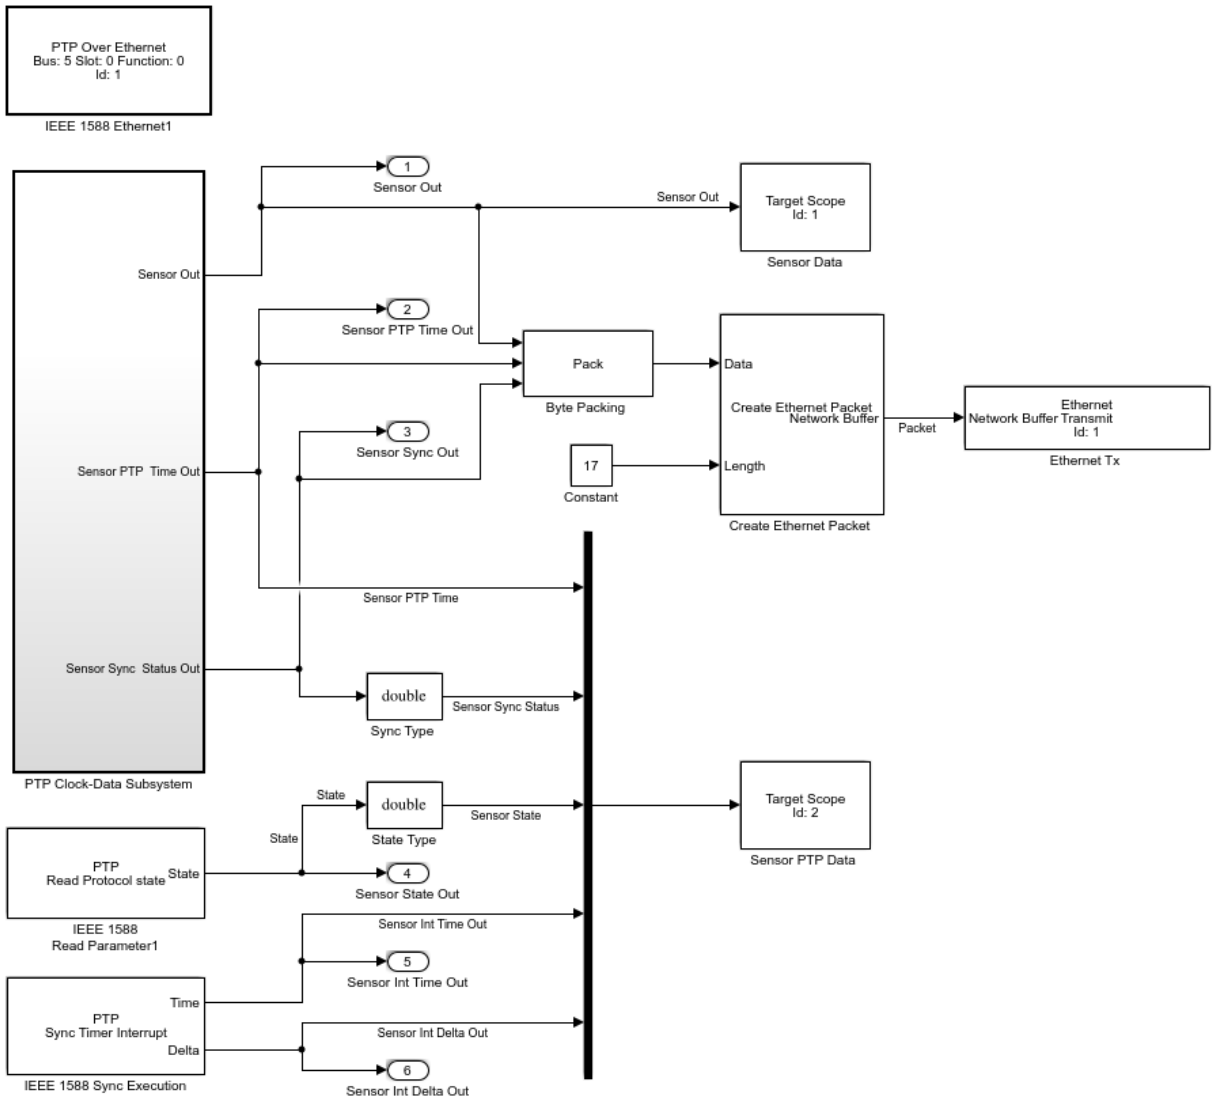 PTP Over Ethernet
Bus: 5 Slot: 0 Function: 0
Id: 1
IEEE 1588 Ethernet1
1
Sensor Out
Sensor Out
Target Scope
Id: 1
Sensor Data
Sensor Out
2
Sensor PTP Time Out
Pack
Byte Packing
Data
Create Ethernet Packet
Network Buffer
Length
Create Ethernet Packet
Packet
Ethernet
Network Buffer Transmit
Id: 1
Ethernet Tx
3
Sensor Sync Out
17
Constant
Sensor PTP Time Out
Sensor PTP Time
Sensor Sync Status Out
double
Sync Type
Sensor Sync Status
PTP Clock-Data Subsystem
State
double
State Type
Sensor State
Target Scope
Id: 2
Sensor PTP Data
State
PTP
Read Protocol state
State
IEEE 1588
Read Parameter1
4
Sensor State Out
Sensor Int Time Out
5
Sensor Int Time Out
Time
PTP
Sync Timer Interrupt
Delta
IEEE 1588 Sync Execution
Sensor Int Delta Out
6
Sensor Int Delta Out